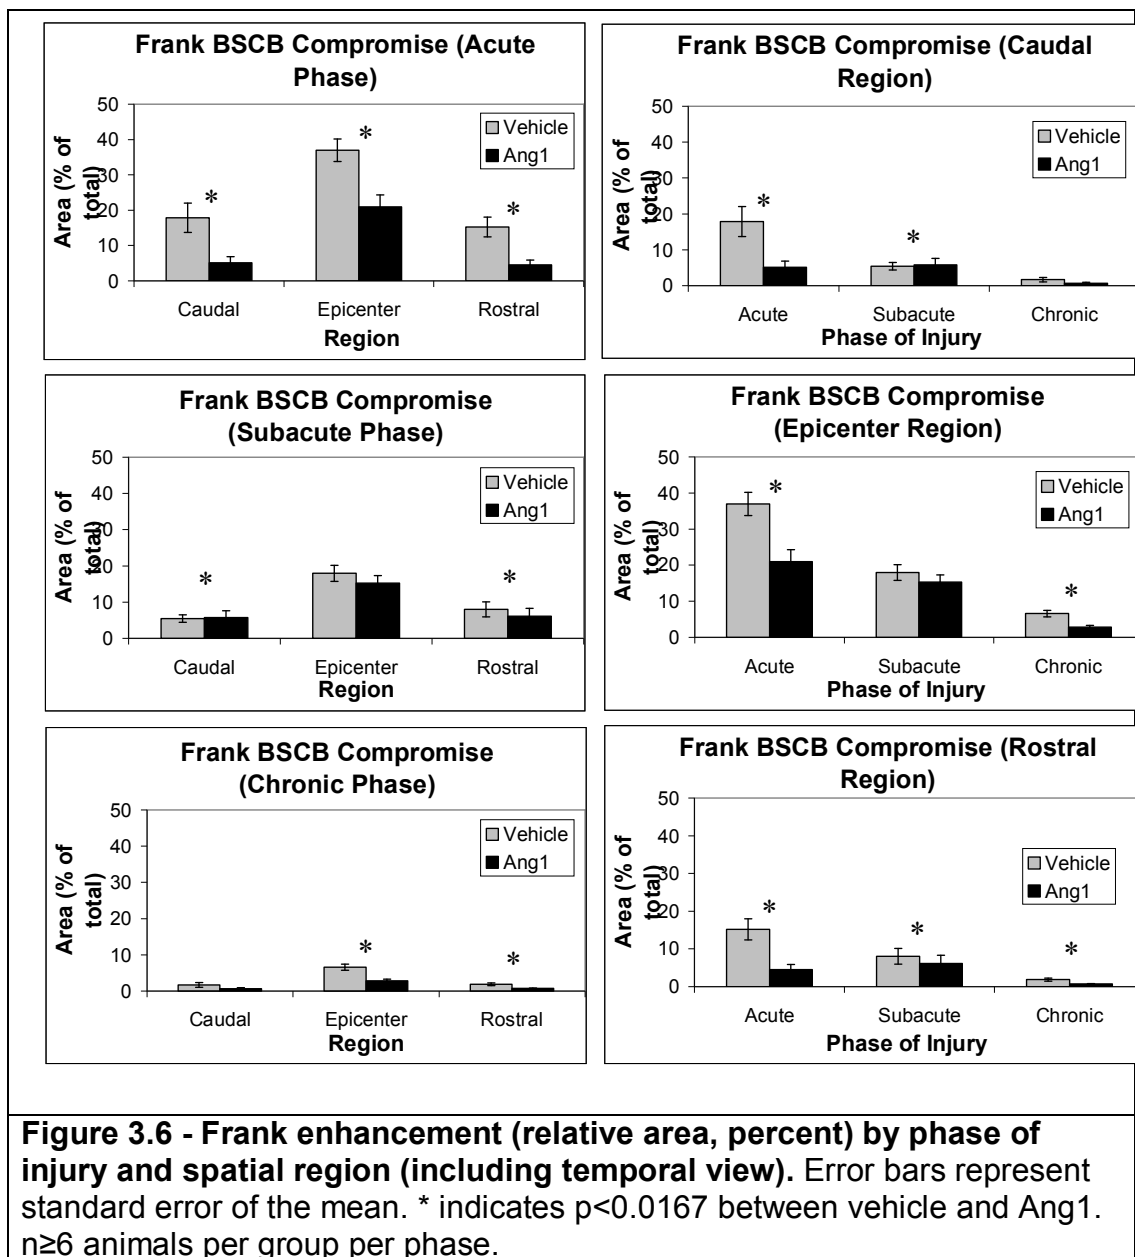 Frank BSCB Compromise (Acute
Phase)
50
40
30
20
10
0
Area (% of
total)
*
*
*
Vehicle
Ang1
Caudal
Epicenter
Rostral
Region
Frank BSCB Compromise (Caudal
Region)
50
40
30
20
10
0
Area (% of
total)
*
*
Vehicle
Ang1
Acute
Subacute
Chronic
Phase of Injury
Frank BSCB Compromise
(Subacute Phase)
50
40
30
20
10
0
Area (% of
total)
*
*
Vehicle
Ang1
Caudal
Epicenter
Rostral
Region
Frank BSCB Compromise
(Epicenter Region)
50
40
30
20
10
0
Area (% of
total)
*
*
Vehicle
Ang1
Acute
Subacute
Chronic
Phase of Injury
Frank BSCB Compromise
(Chronic Phase)
50
40
30
20
10
0
Area (% of
total)
*
*
Vehicle
Ang1
Caudal
Epicenter
Rostral
Region
Frank BSCB Compromise (Rostral
Region)
50
40
30
20
10
0
Area (% of
total)
*
*
*
Vehicle
Ang1
Acute
Subacute
Chronic
Phase of Injury
Figure 3.6 - Frank enhancement (relative area, percent) by phase of
injury and spatial region (including temporal view). Error bars represent
standard error of the mean. * indicates p<0.0167 between vehicle and Ang1.
n≥6 animals per group per phase.